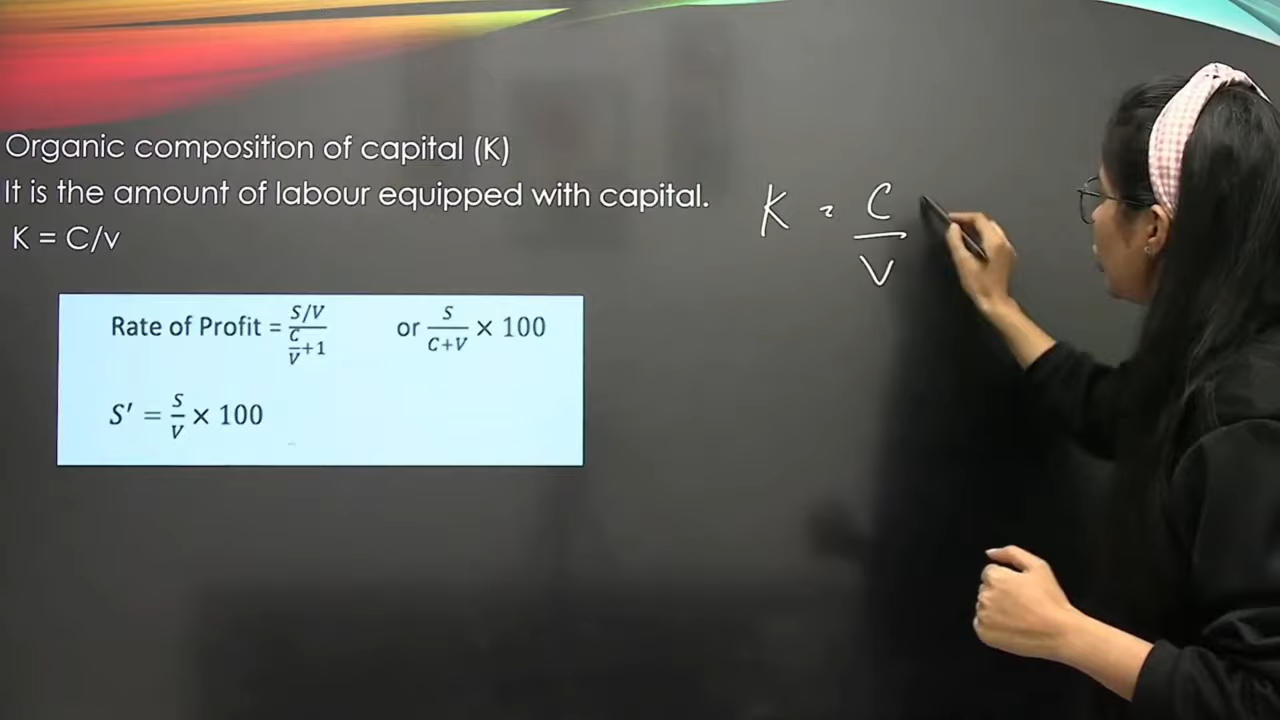 Organic composition of capital (K)
It is the amount of labour equipped with capital.
K = C/v
K = C/V
Rate of Profit = (S/V)/(C/V+1) or S/(C+V) × 100
S′ = S/V × 100